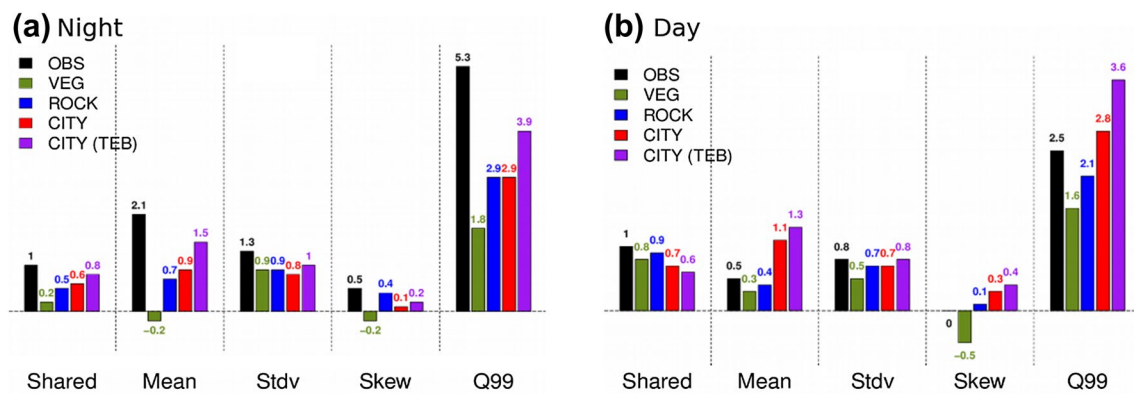 (a) Night
OBS
VEG
ROCK
CITY
CITY (TEB)
1 0.2 0.5 0.6 0.8
2.1 −0.2 0.7 0.9 1.5
1.3 0.9 0.9 0.8 1
0.5 −0.2 0.4 0.1 0.2
5.3 1.8 2.9 2.9 3.9
Shared Mean Stdv Skew Q99
(b) Day
OBS
VEG
ROCK
CITY
CITY (TEB)
1 0.8 0.9 0.7 0.6
0.5 0.3 0.4 1.1 1.3
0.8 0.5 0.7 0.7 0.8
0 −0.5 0.1 0.3 0.4
2.5 1.6 2.1 2.8 3.6
Shared Mean Stdv Skew Q99